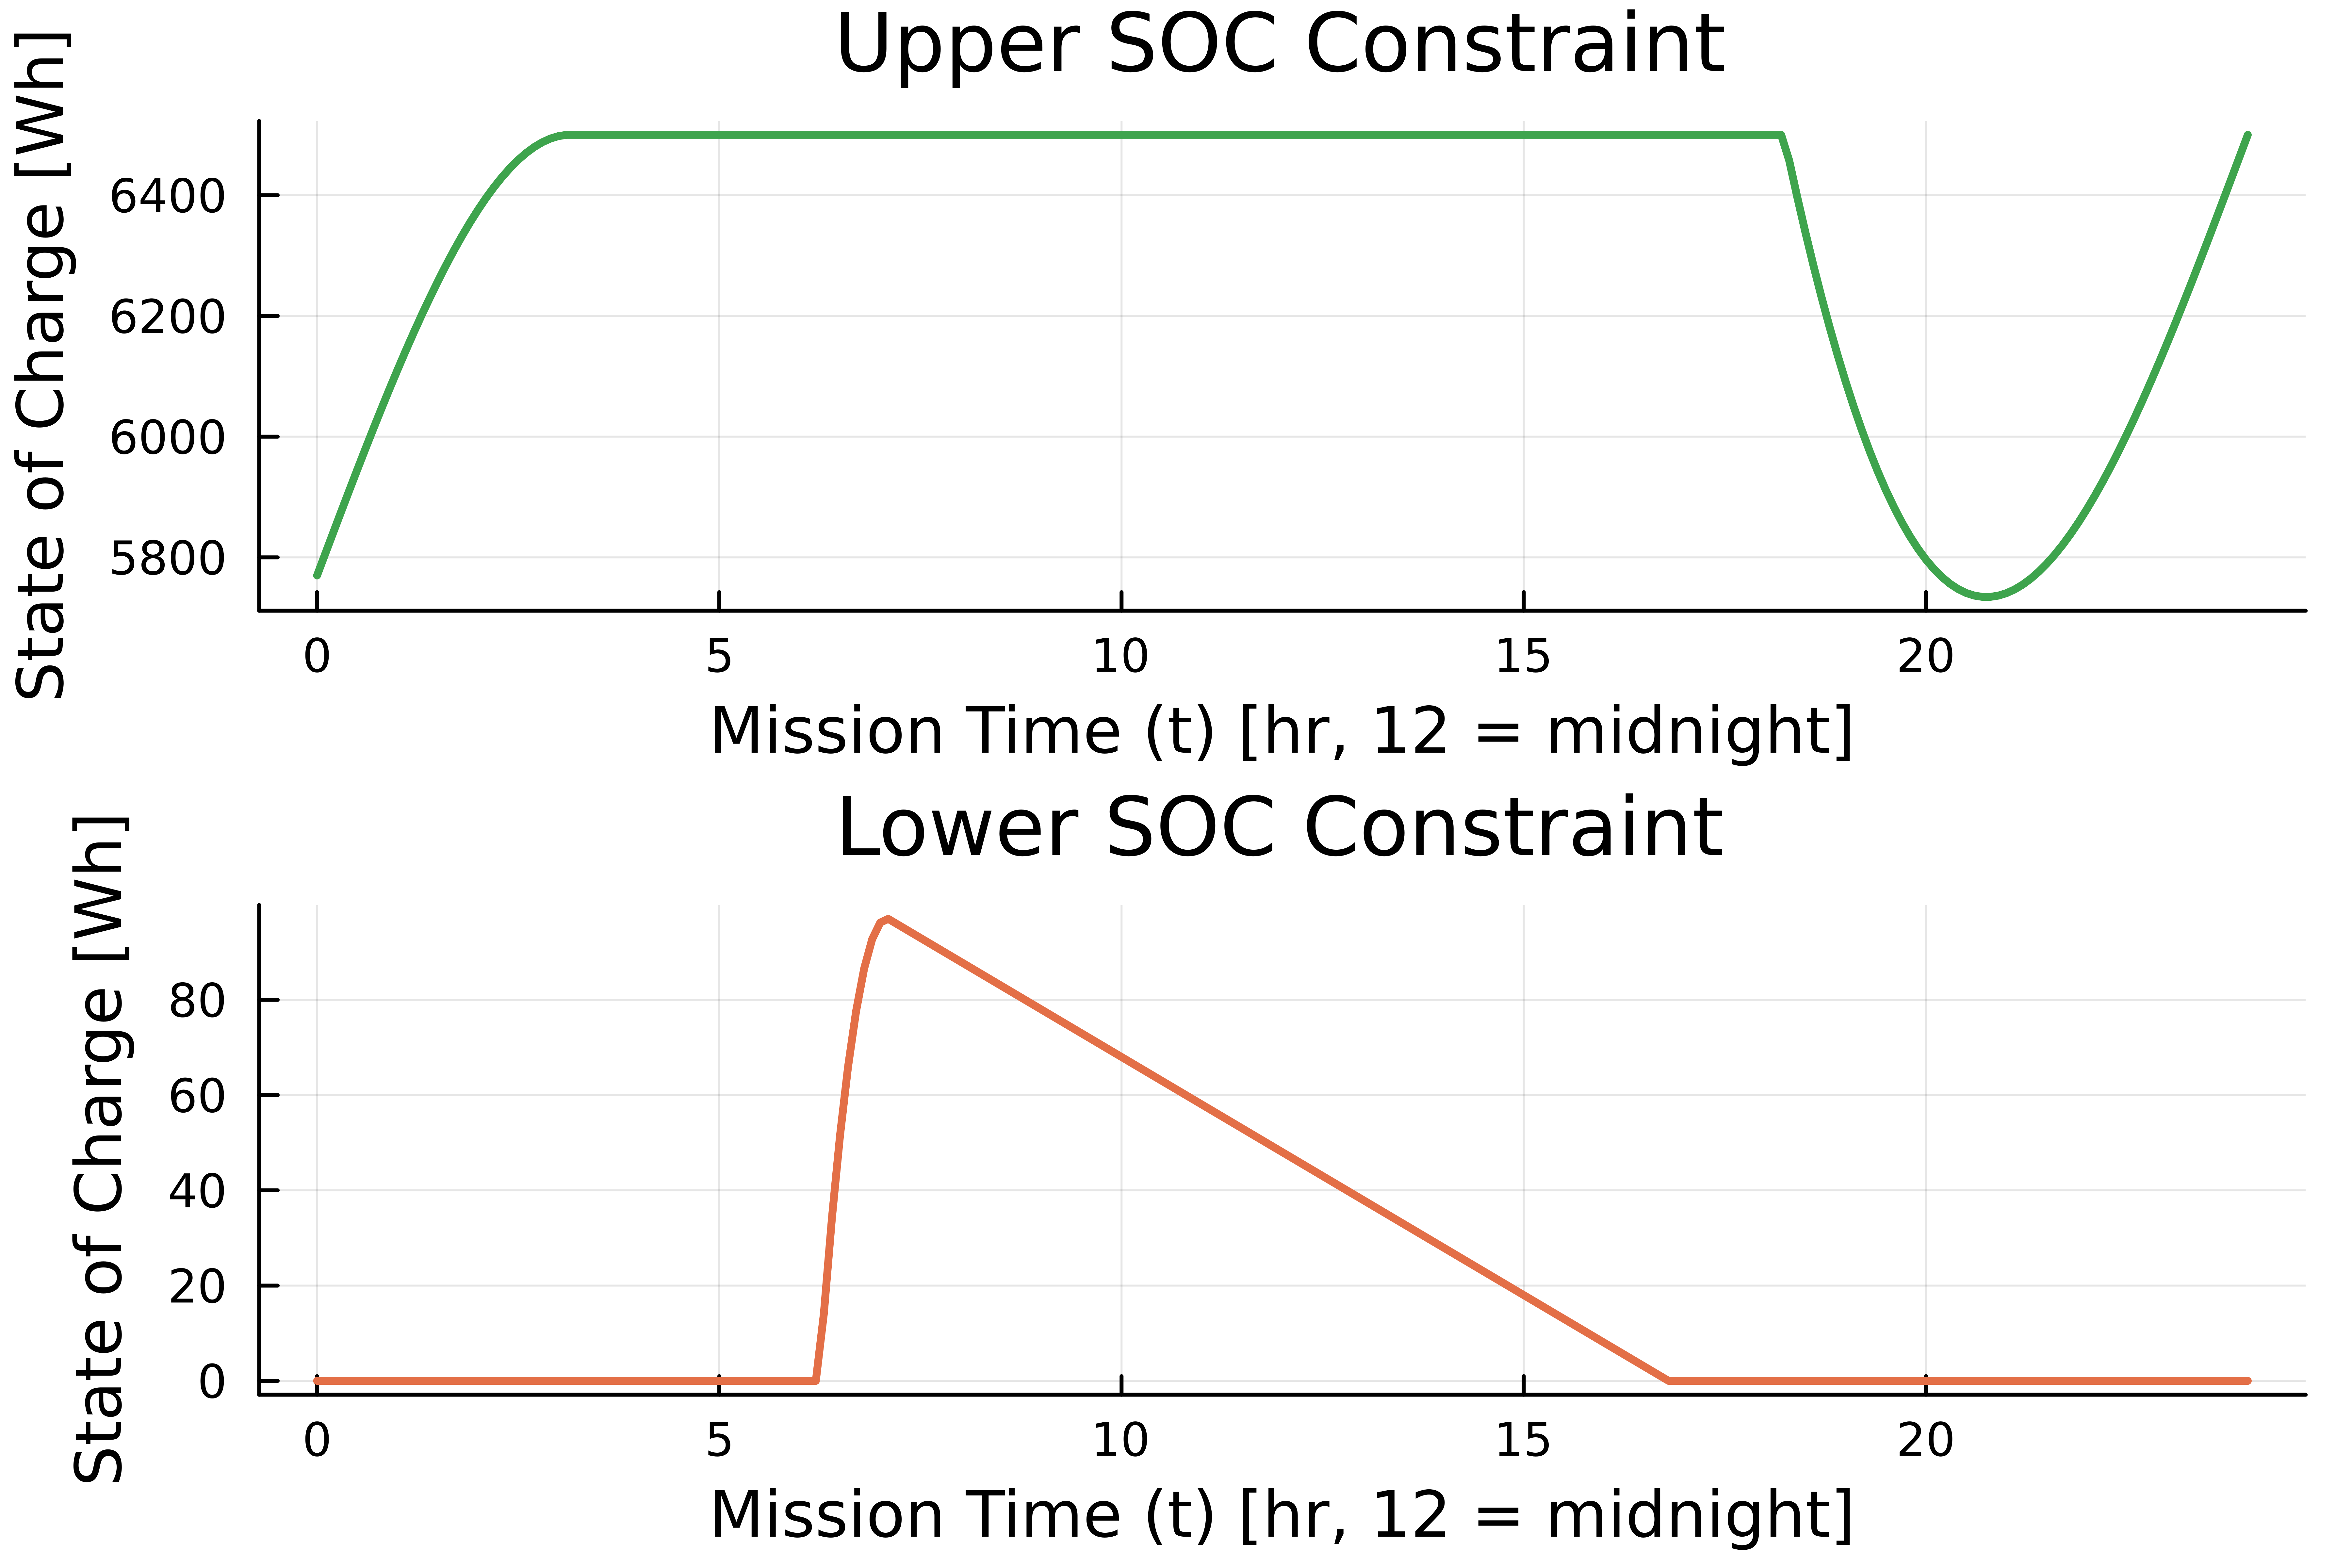 Upper SOC Constraint
State of Charge [Wh]
6400
6200
6000
5800
0 5 10 15 20
Mission Time (t) [hr, 12 = midnight]
Lower SOC Constraint
State of Charge [Wh]
80
60
40
20
0
0 5 10 15 20
Mission Time (t) [hr, 12 = midnight]